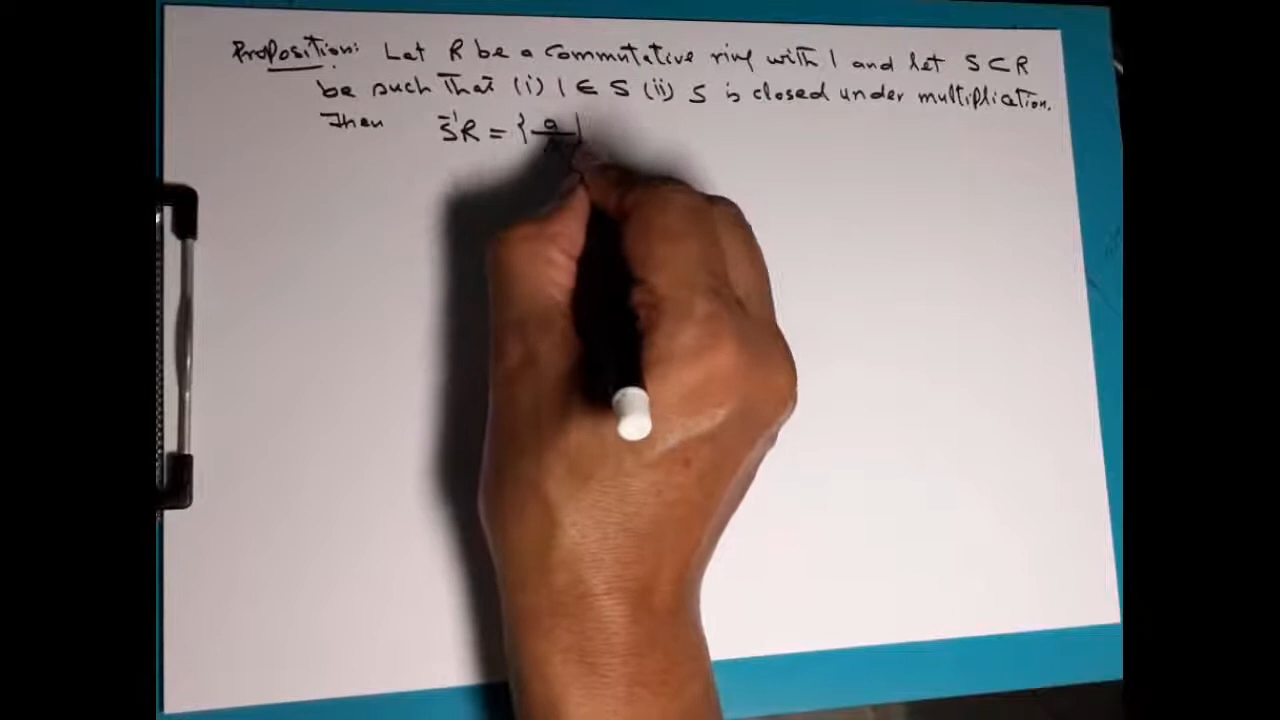 Proposition: Let R be a commutative ring with 1 and let S ⊂ R
be such that (i) 1 ∈ S (ii) S is closed under multiplication.
Then S⁻¹R = { a